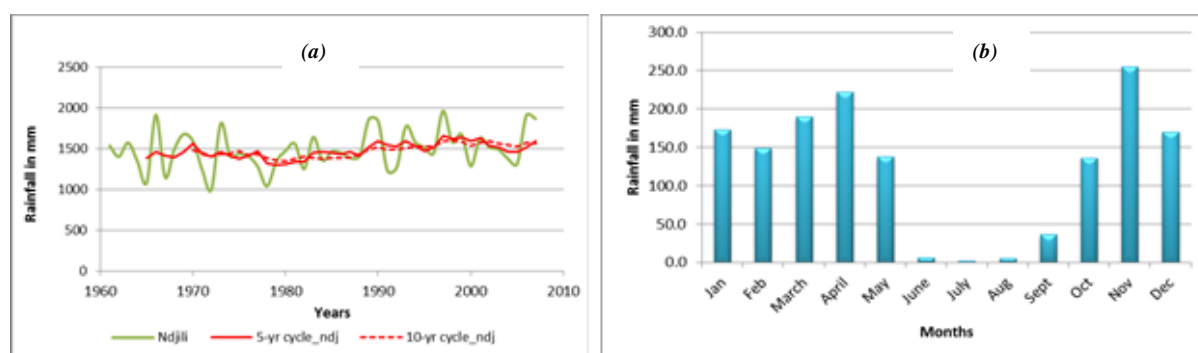 (a)
Rainfall in mm
2500
2000
1500
1000
500
0
1960
1970
1980
1990
2000
2010
Years
Ndjili
5-yr cycle_ndj
10-yr cycle_ndj
(b)
Rainfall in mm
300.0
250.0
200.0
150.0
100.0
50.0
0.0
Jan
Feb
March
April
May
June
July
Aug
Sept
Oct
Nov
Dec
Months